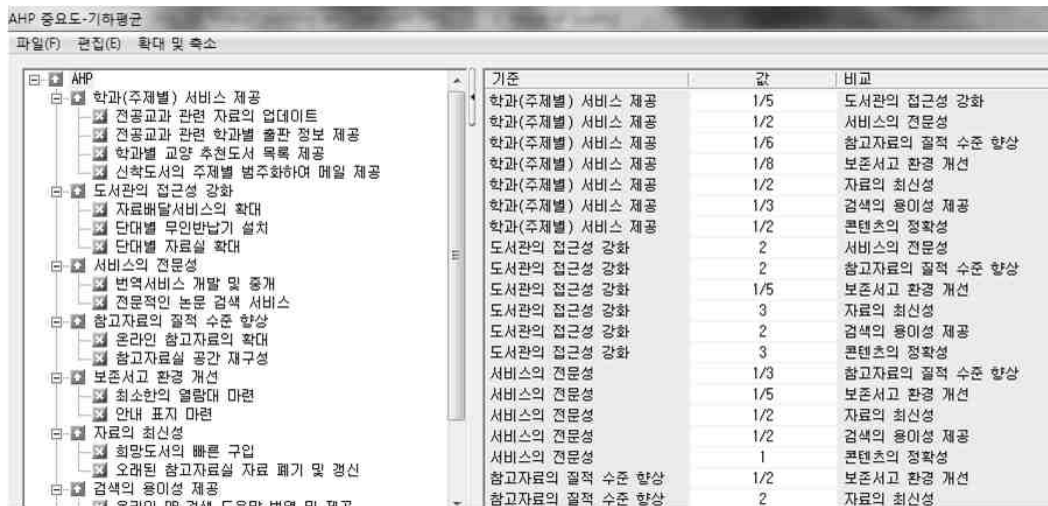 AHP 중요도-기하평균
파일(F) 편집(E) 확대 및 축소
AHP
학과(주제별) 서비스 제공
전공교과 관련 자료의 업데이트
전공교과 관련 학과별 출판 정보 제공
학과별 교양 추천도서 목록 제공
신착도서의 주제별 범주화하여 메일 제공
도서관의 접근성 강화
자료배달서비스의 확대
단대별 무인반납기 설치
단대별 자료실 확대
서비스의 전문성
번역서비스 개발 및 중개
전문적인 논문 검색 서비스
참고자료의 질적 수준 향상
온라인 참고자료의 확대
참고자료실 공간 재구성
보존서고 환경 개선
최소한의 열람대 마련
안내 표지 마련
자료의 최신성
희망도서의 빠른 구입
오래된 참고자료실 자료 폐기 및 갱신
검색의 용이성 제공
기준 값 비교
학과(주제별) 서비스 제공 1/5 도서관의 접근성 강화
학과(주제별) 서비스 제공 1/2 서비스의 전문성
학과(주제별) 서비스 제공 1/6 참고자료의 질적 수준 향상
학과(주제별) 서비스 제공 1/8 보존서고 환경 개선
학과(주제별) 서비스 제공 1/2 자료의 최신성
학과(주제별) 서비스 제공 1/3 검색의 용이성 제공
학과(주제별) 서비스 제공 1/2 콘텐츠의 정확성
도서관의 접근성 강화 2 서비스의 전문성
도서관의 접근성 강화 2 참고자료의 질적 수준 향상
도서관의 접근성 강화 1/5 보존서고 환경 개선
도서관의 접근성 강화 3 자료의 최신성
도서관의 접근성 강화 2 검색의 용이성 제공
도서관의 접근성 강화 3 콘텐츠의 정확성
서비스의 전문성 1/3 참고자료의 질적 수준 향상
서비스의 전문성 1/5 보존서고 환경 개선
서비스의 전문성 1/2 자료의 최신성
서비스의 전문성 1/2 검색의 용이성 제공
서비스의 전문성 1 콘텐츠의 정확성
참고자료의 질적 수준 향상 1/2 보존서고 환경 개선
참고자료의 질적 수준 향상 2 자료의 최신성